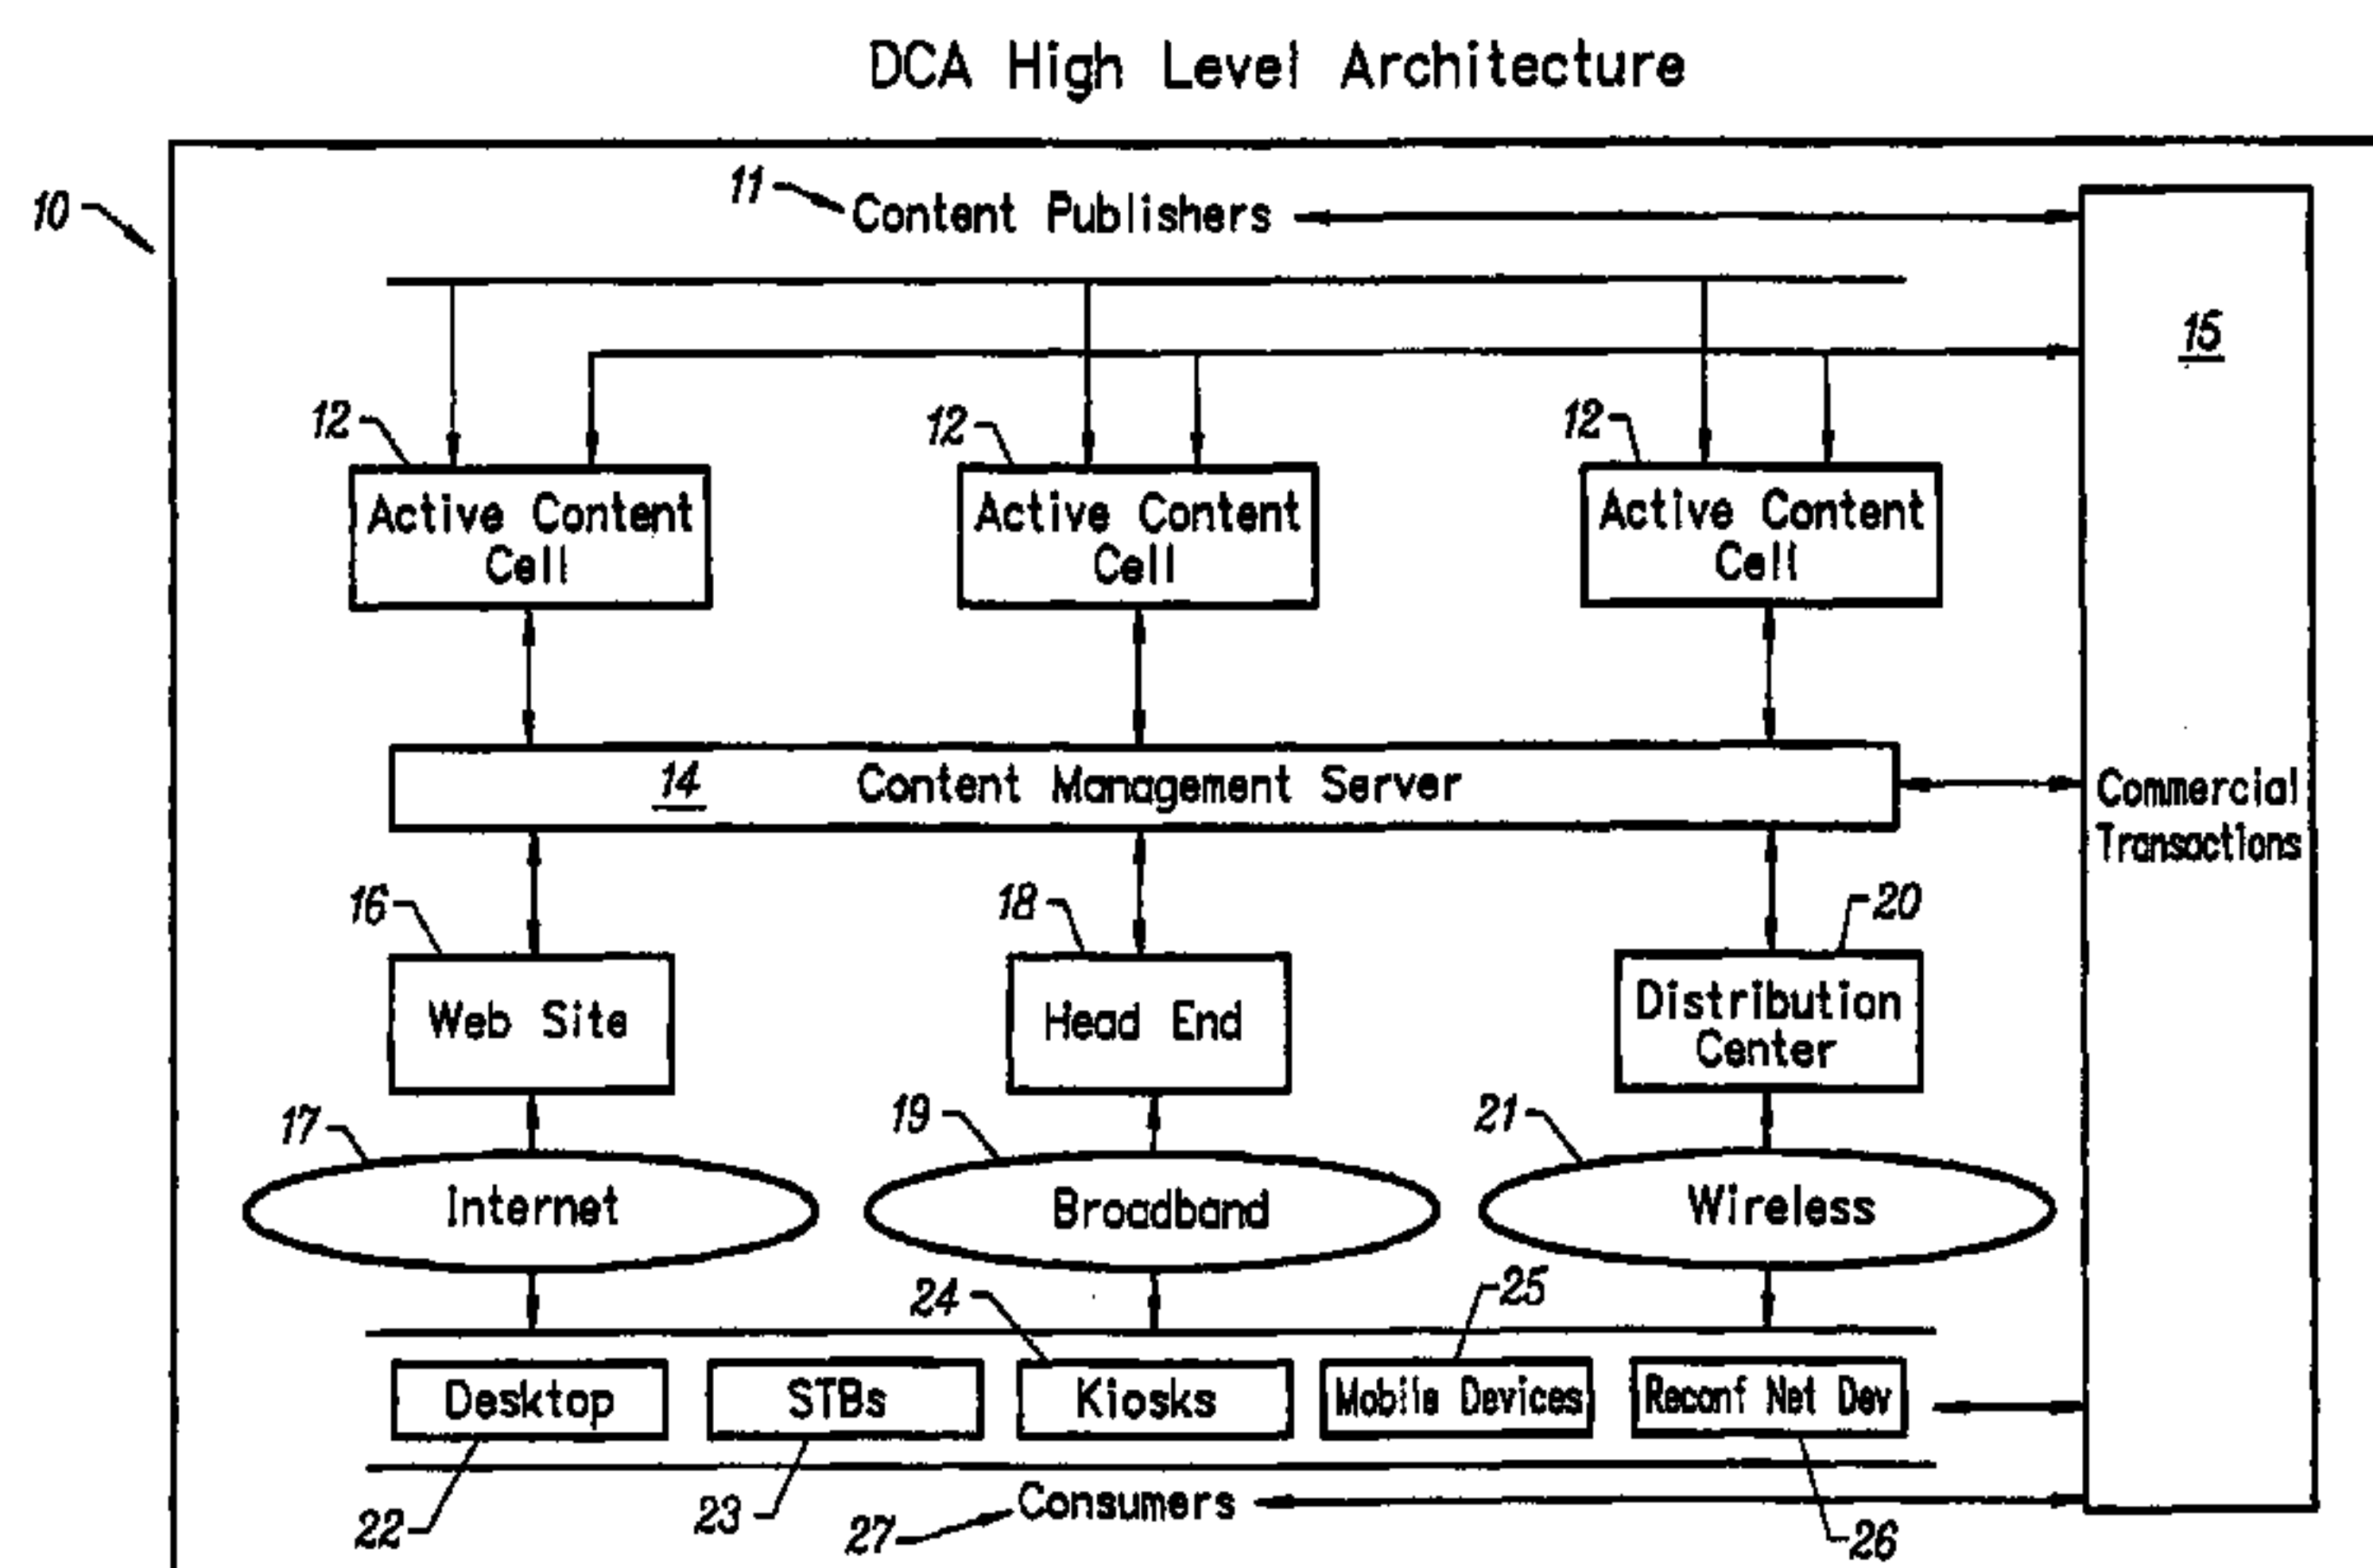 DCA High Level Architecture
10
11
Content Publishers
15
12
12
12
Active Content
Cell
Active Content
Cell
Active Content
Cell
14
Content Management Server
Commercial
Transactions
16
18
20
Web Site
Head End
Distribution
Center
17
19
21
Internet
Broadband
Wireless
24
25
Desktop
STBs
Kiosks
Mobile Devices
Reconf Net Dev
22
23
27
Consumers
26